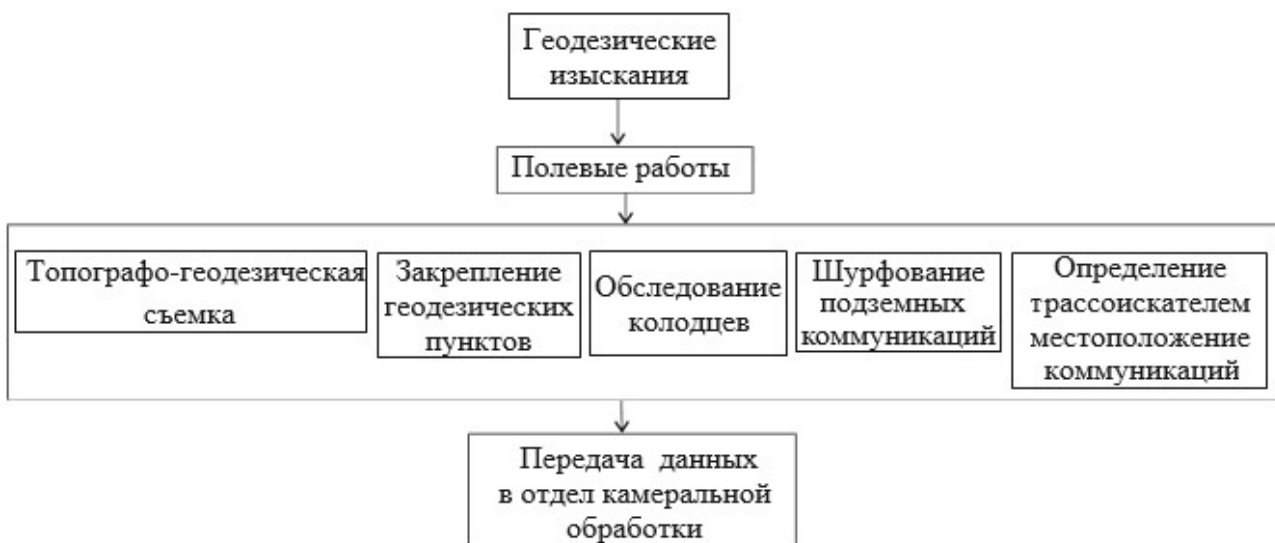 Геодезические
изыскания
Полевые работы
Топографо-геодезическая
съемка
Закрепление
геодезических
пунктов
Обследование
колодцев
Шурфование
подземных
коммуникаций
Определение
трассоискателем
местоположение
коммуникаций
Передача данных
в отдел камеральной
обработки